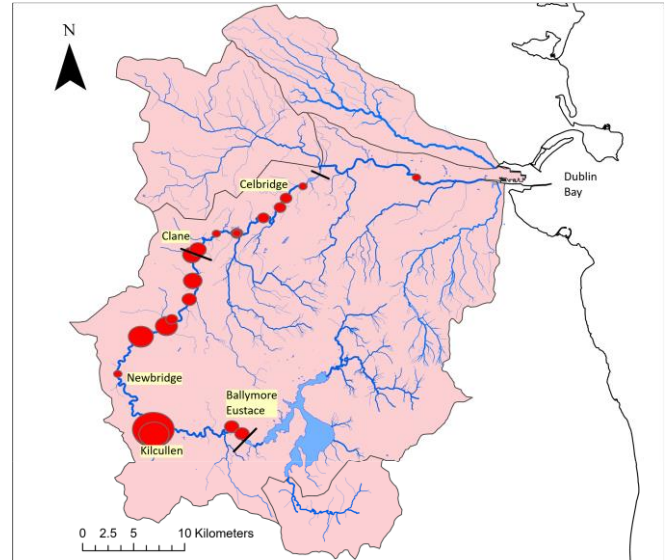 N
Dublin
Bay
Celbridge
Clane
Newbridge
Ballymore
Eustace
Kilcullen
0 2.5 5 10 Kilometers